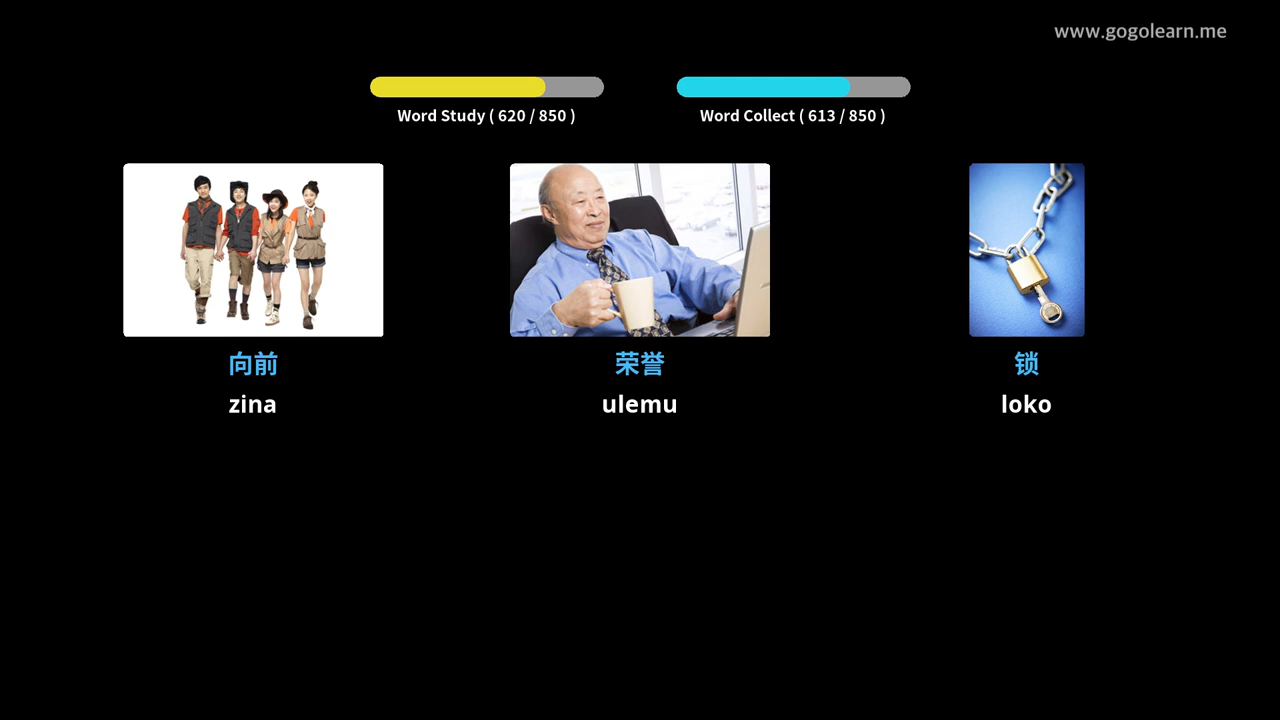 www.gogolearn.me
Word Study ( 620 / 850 )
Word Collect ( 613 / 850 )
向前
荣誉
锁
zina
ulemu
loko